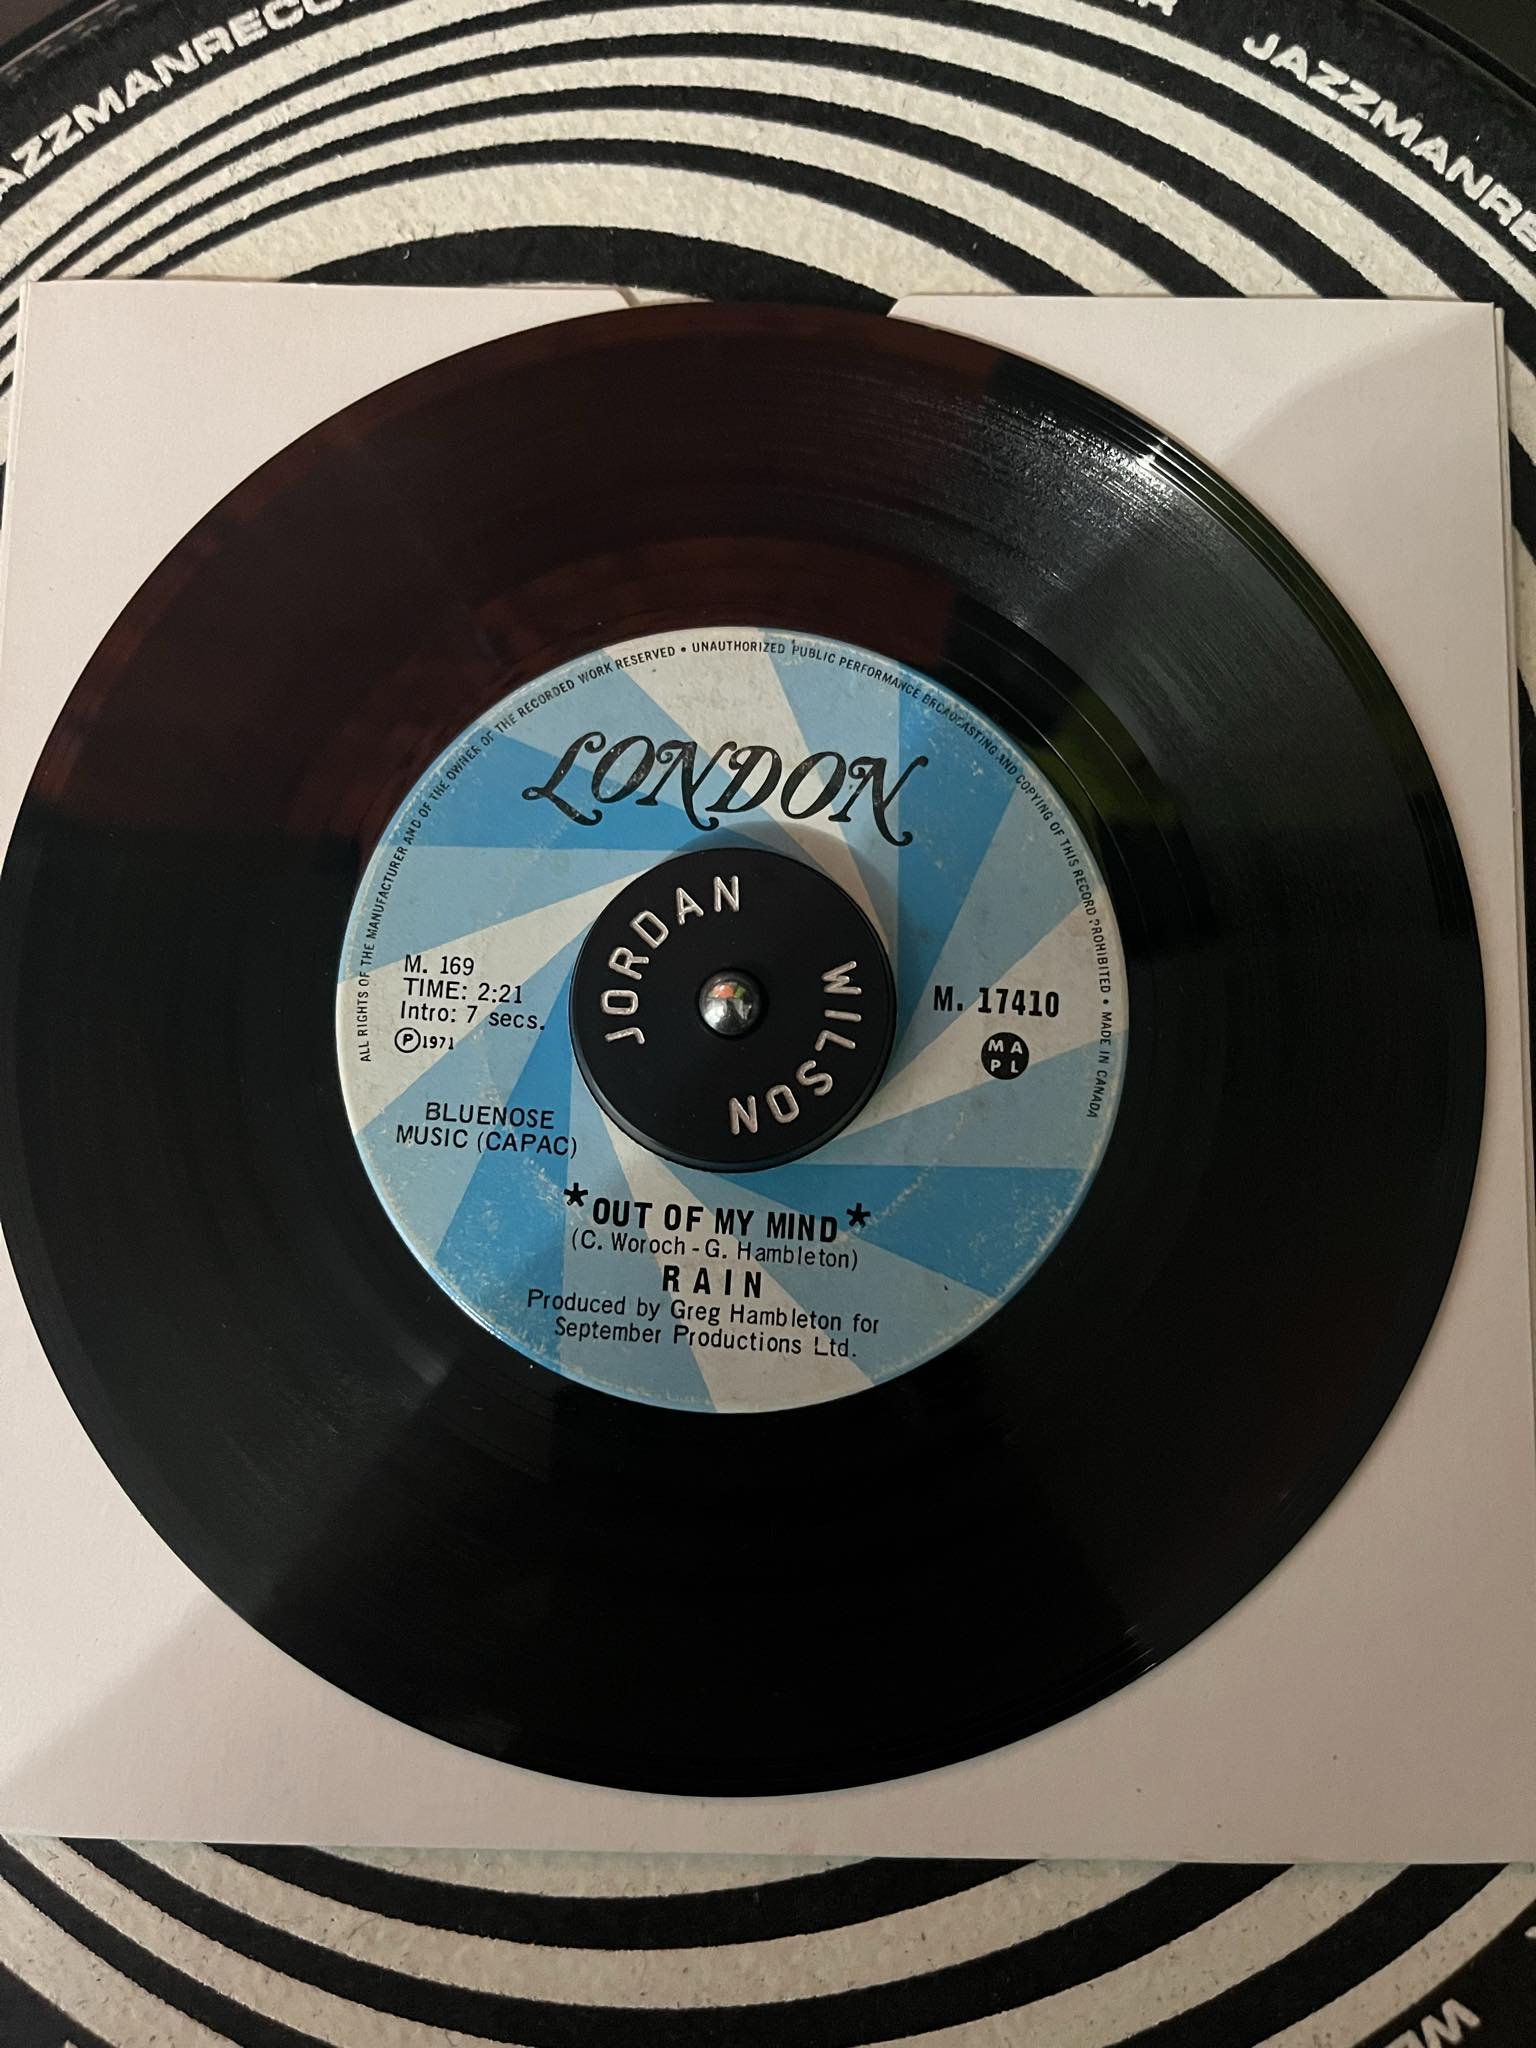 JAZZMANRECO
JAZZMANRE
ALL RIGHTS OF THE MANUFACTURER AND OF THE OWNER OF THE RECORDED WORK RESERVED • UNAUTHORIZED PUBLIC PERFORMANCE BROADCASTING AND COPYING OF THIS RECORD PROHIBITED • MADE IN CANADA
LONDON
JORDAN
WILSON
M. 169
TIME: 2:21
Intro: 7 secs.
Ⓟ1971
M. 17410
MA
PL
BLUENOSE
MUSIC (CAPAC)
*OUT OF MY MIND*
(C. Woroch - G. Hambleton)
RAIN
Produced by Greg Hambleton for
September Productions Ltd.